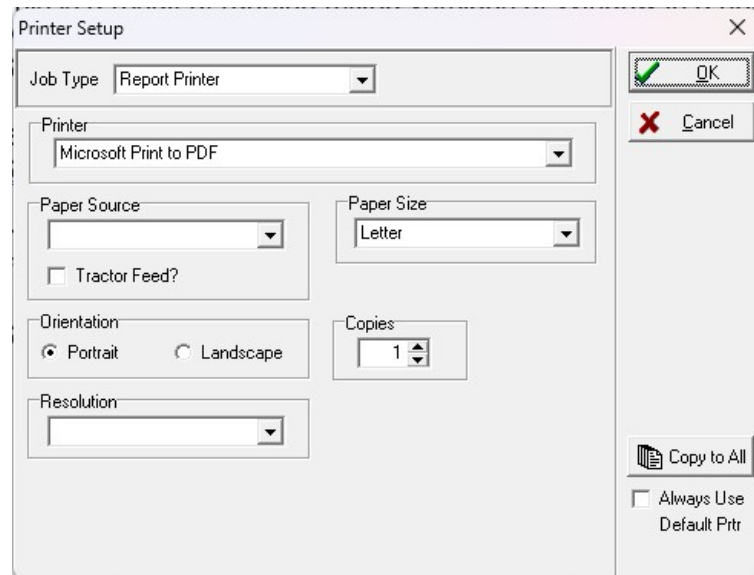 Printer Setup
Job Type Report Printer
OK
Cancel
Printer
Microsoft Print to PDF
Paper Source
Paper Size
Letter
Tractor Feed?
Orientation
Portrait Landscape
Copies
1
Resolution
Copy to All
Always Use
Default Prtr